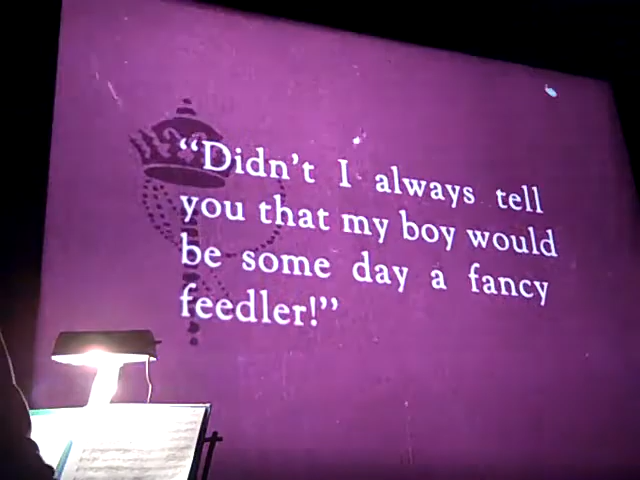 “Didn’t I always tell
you that my boy would
be some day a fancy
feedler!”